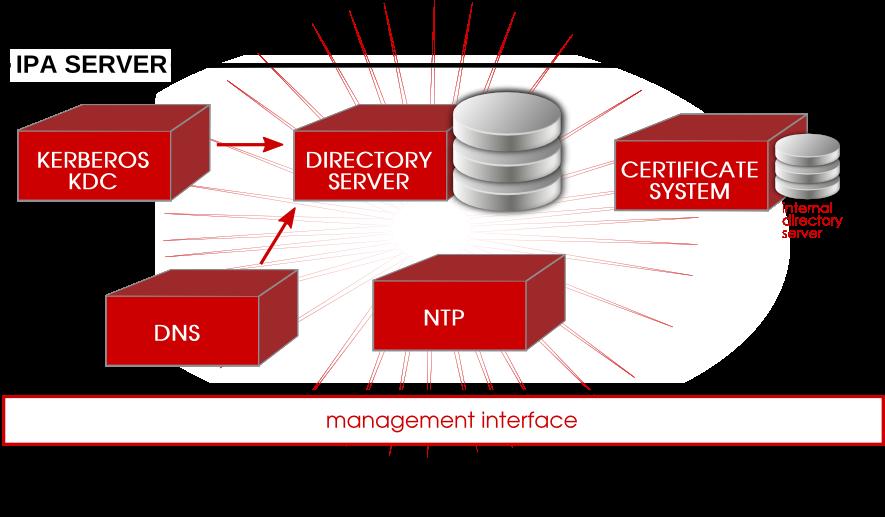 IPA SERVER
KERBEROS
KDC
DIRECTORY
SERVER
CERTIFICATE
SYSTEM
internal
directory
server
DNS
NTP
management interface